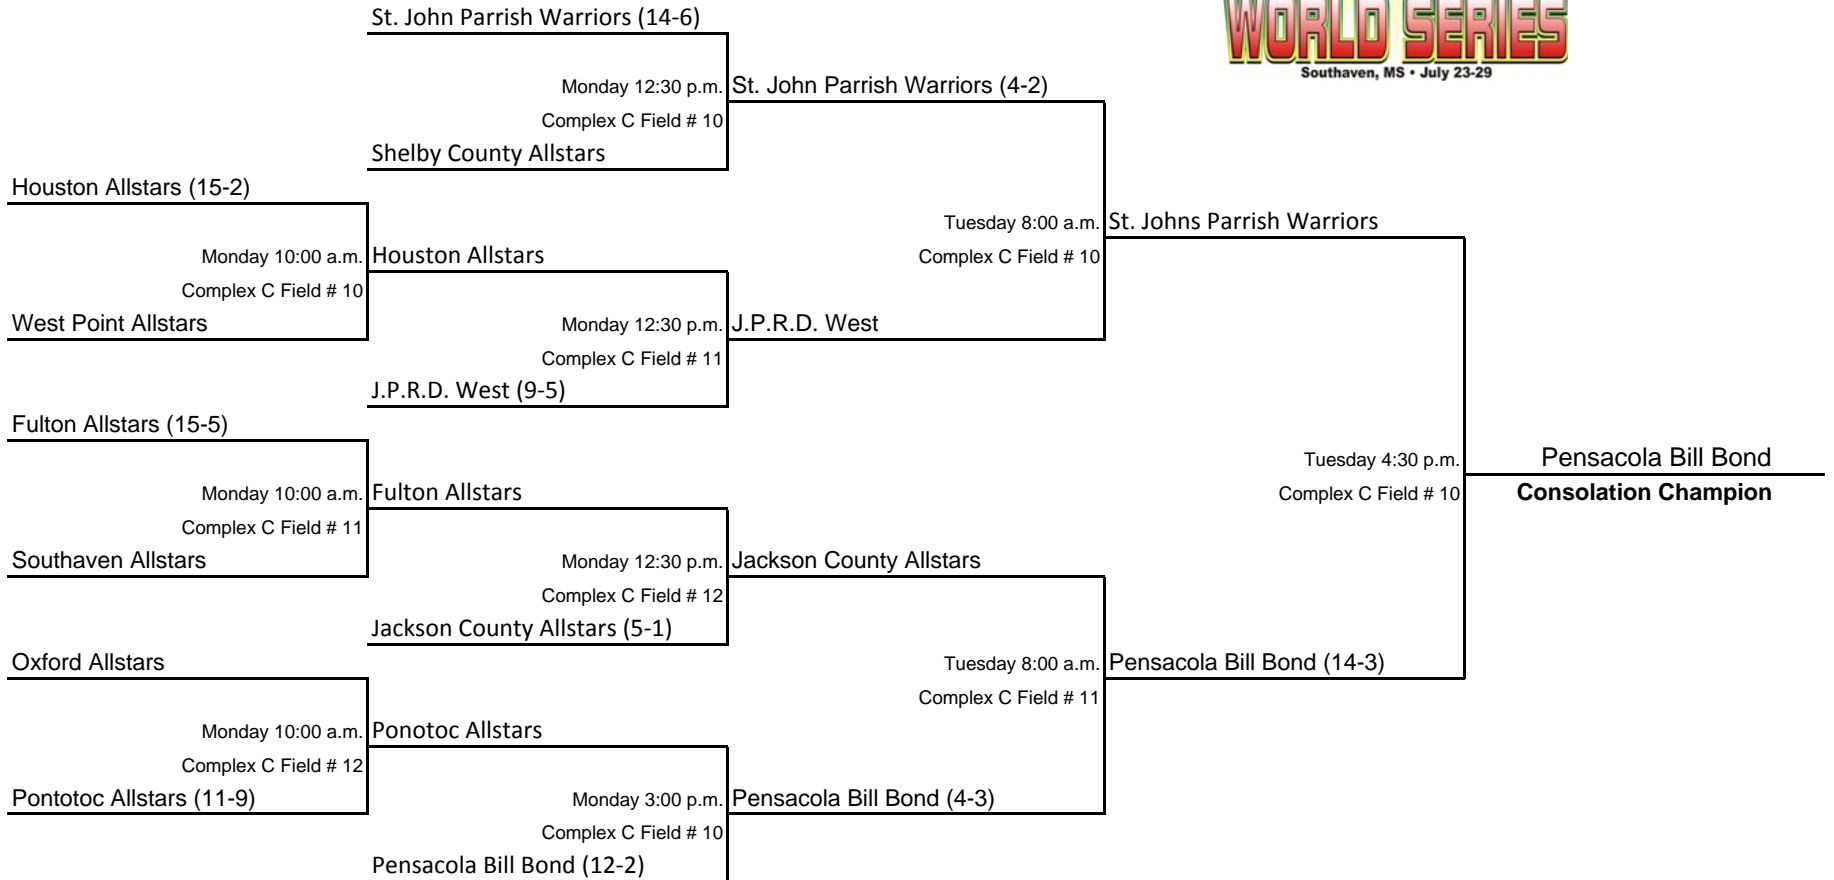 WORLD SERIES
Southaven, MS • July 23-29
St. John Parrish Warriors (14-6)
Monday 12:30 p.m.
Complex C Field # 10
Shelby County Allstars
St. John Parrish Warriors (4-2)
Houston Allstars (15-2)
Monday 10:00 a.m.
Complex C Field # 10
West Point Allstars
Houston Allstars
Monday 12:30 p.m.
Complex C Field # 11
J.P.R.D. West (9-5)
J.P.R.D. West
Tuesday 8:00 a.m.
Complex C Field # 10
St. Johns Parrish Warriors
Fulton Allstars (15-5)
Monday 10:00 a.m.
Complex C Field # 11
Southaven Allstars
Fulton Allstars
Monday 12:30 p.m.
Complex C Field # 12
Jackson County Allstars (5-1)
Jackson County Allstars
Oxford Allstars
Monday 10:00 a.m.
Complex C Field # 12
Pontotoc Allstars (11-9)
Ponotoc Allstars
Monday 3:00 p.m.
Complex C Field # 10
Pensacola Bill Bond (12-2)
Pensacola Bill Bond (4-3)
Tuesday 8:00 a.m.
Complex C Field # 11
Pensacola Bill Bond (14-3)
Tuesday 4:30 p.m.
Complex C Field # 10
Pensacola Bill Bond
Consolation Champion